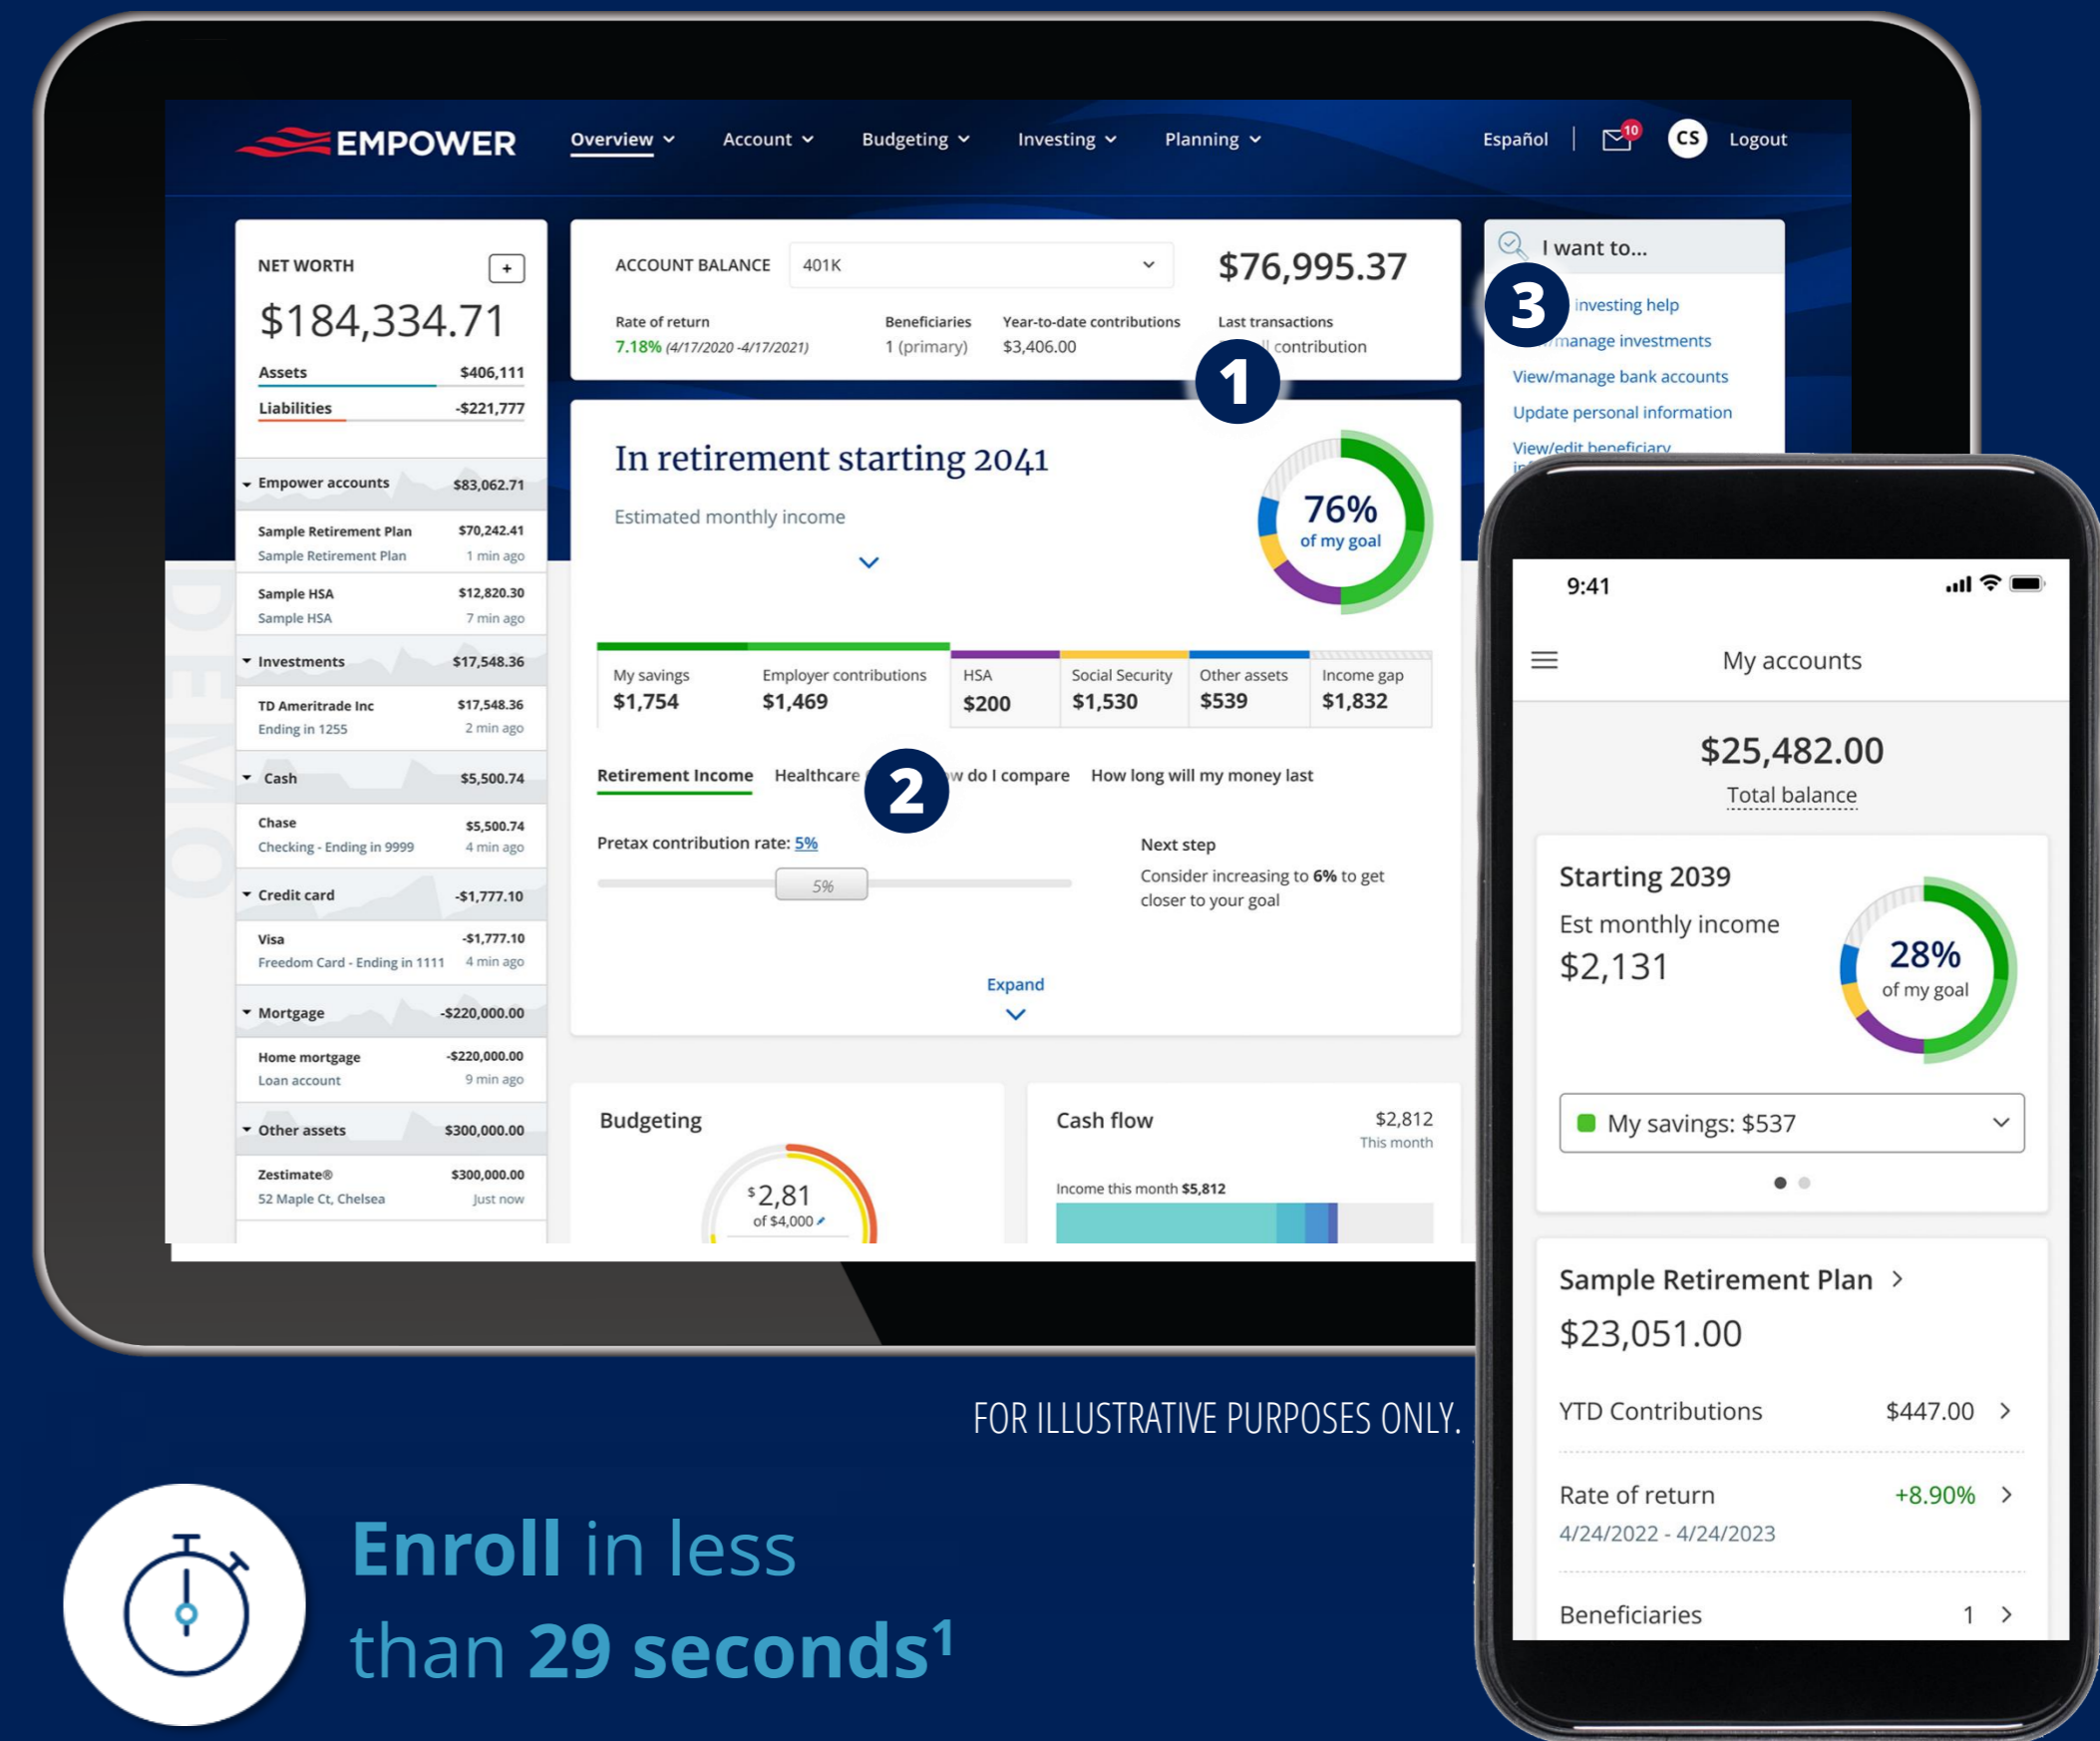 EMPOWER
Overview Account Budgeting Investing Planning
Español | 10 CS Logout
NET WORTH +
$184,334.71
Assets $406,111
Liabilities -$221,777
Empower accounts $83,062.71
Sample Retirement Plan $70,242.41
Sample Retirement Plan 1 min ago
Sample HSA $12,820.30
Sample HSA 7 min ago
Investments $17,548.36
TD Ameritrade Inc $17,548.36
Ending in 1255 2 min ago
Cash $5,500.74
Chase $5,500.74
Checking - Ending in 9999 4 min ago
Credit card -$1,777.10
Visa -$1,777.10
Freedom Card - Ending in 1111 4 min ago
Mortgage -$220,000.00
Home mortgage -$220,000.00
Loan account 9 min ago
Other assets $300,000.00
Zestimate® $300,000.00
52 Maple Ct, Chelsea Just now
DEMO
ACCOUNT BALANCE 401K $76,995.37
Rate of return Beneficiaries Year-to-date contributions Last transactions
7.18% (4/17/2020 -4/17/2021) 1 (primary) $3,406.00 contribution
1
In retirement starting 2041
Estimated monthly income
76%
of my goal
My savings Employer contributions HSA Social Security Other assets Income gap
$1,754 $1,469 $200 $1,530 $539 $1,832
Retirement Income Healthcare do I compare How long will my money last
2
Pretax contribution rate: 5%
5%
Next step
Consider increasing to 6% to get
closer to your goal
Expand
Budgeting
$2,81
of $4,000
Cash flow $2,812
This month
Income this month $5,812
I want to...
3
investing help
manage investments
View/manage bank accounts
Update personal information
View/edit beneficiary
9:41
My accounts
$25,482.00
Total balance
Starting 2039
Est monthly income
$2,131
28%
of my goal
My savings: $537
Sample Retirement Plan >
$23,051.00
YTD Contributions $447.00 >
Rate of return +8.90% >
4/24/2022 - 4/24/2023
Beneficiaries 1 >
FOR ILLUSTRATIVE PURPOSES ONLY.
Enroll in less
than 29 seconds¹